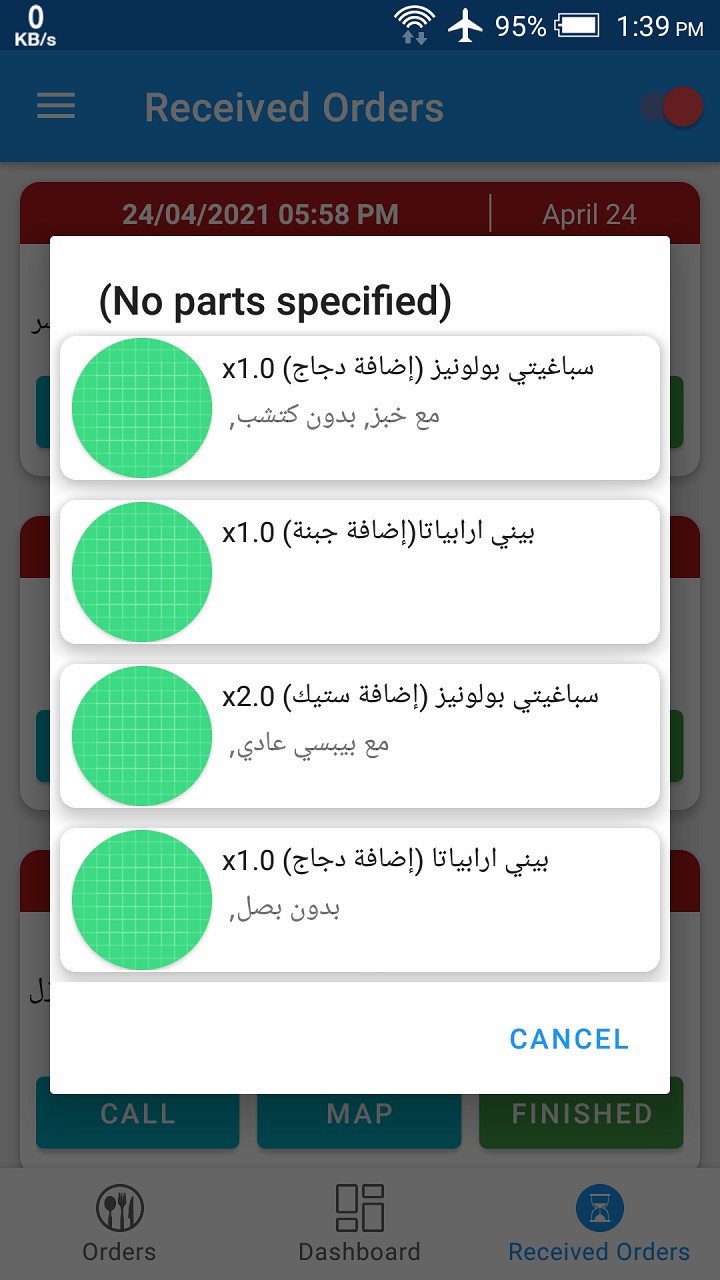 0
KB/s
95%
1:39 PM
Received Orders
24/04/2021 05:58 PM
April 24
(No parts specified)
سباغيتي بولونيز (إضافة دجاج) x1.0
مع خبز, بدون كتشب,
بيني ارابياتا(إضافة جبنة) x1.0
سباغيتي بولونيز (إضافة ستيك) x2.0
مع بيبسي عادي,
بيني ارابياتا (إضافة دجاج) x1.0
بدون بصل,
CANCEL
CALL
MAP
FINISHED
Orders
Dashboard
Received Orders